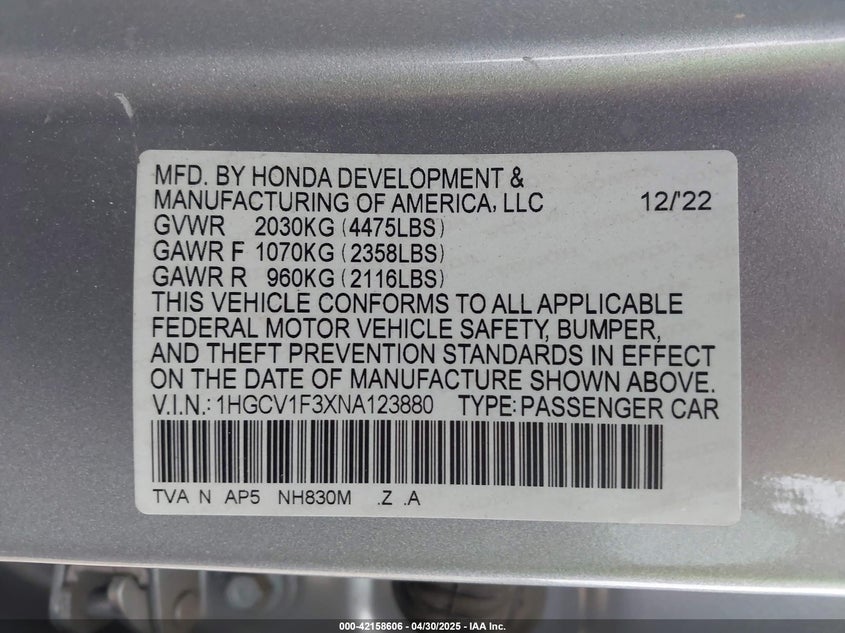 MFD. BY HONDA DEVELOPMENT &
MANUFACTURING OF AMERICA, LLC 12/'22
GVWR 2030KG (4475LBS)
GAWR F 1070KG (2358LBS)
GAWR R 960KG (2116LBS)
THIS VEHICLE CONFORMS TO ALL APPLICABLE
FEDERAL MOTOR VEHICLE SAFETY, BUMPER,
AND THEFT PREVENTION STANDARDS IN EFFECT
ON THE DATE OF MANUFACTURE SHOWN ABOVE.
V.I.N.: 1HGCV1F3XNA123880 TYPE: PASSENGER CAR
TVA N AP5 NH830M .Z .A
000-42158606 - 04/30/2025 - IAA Inc.